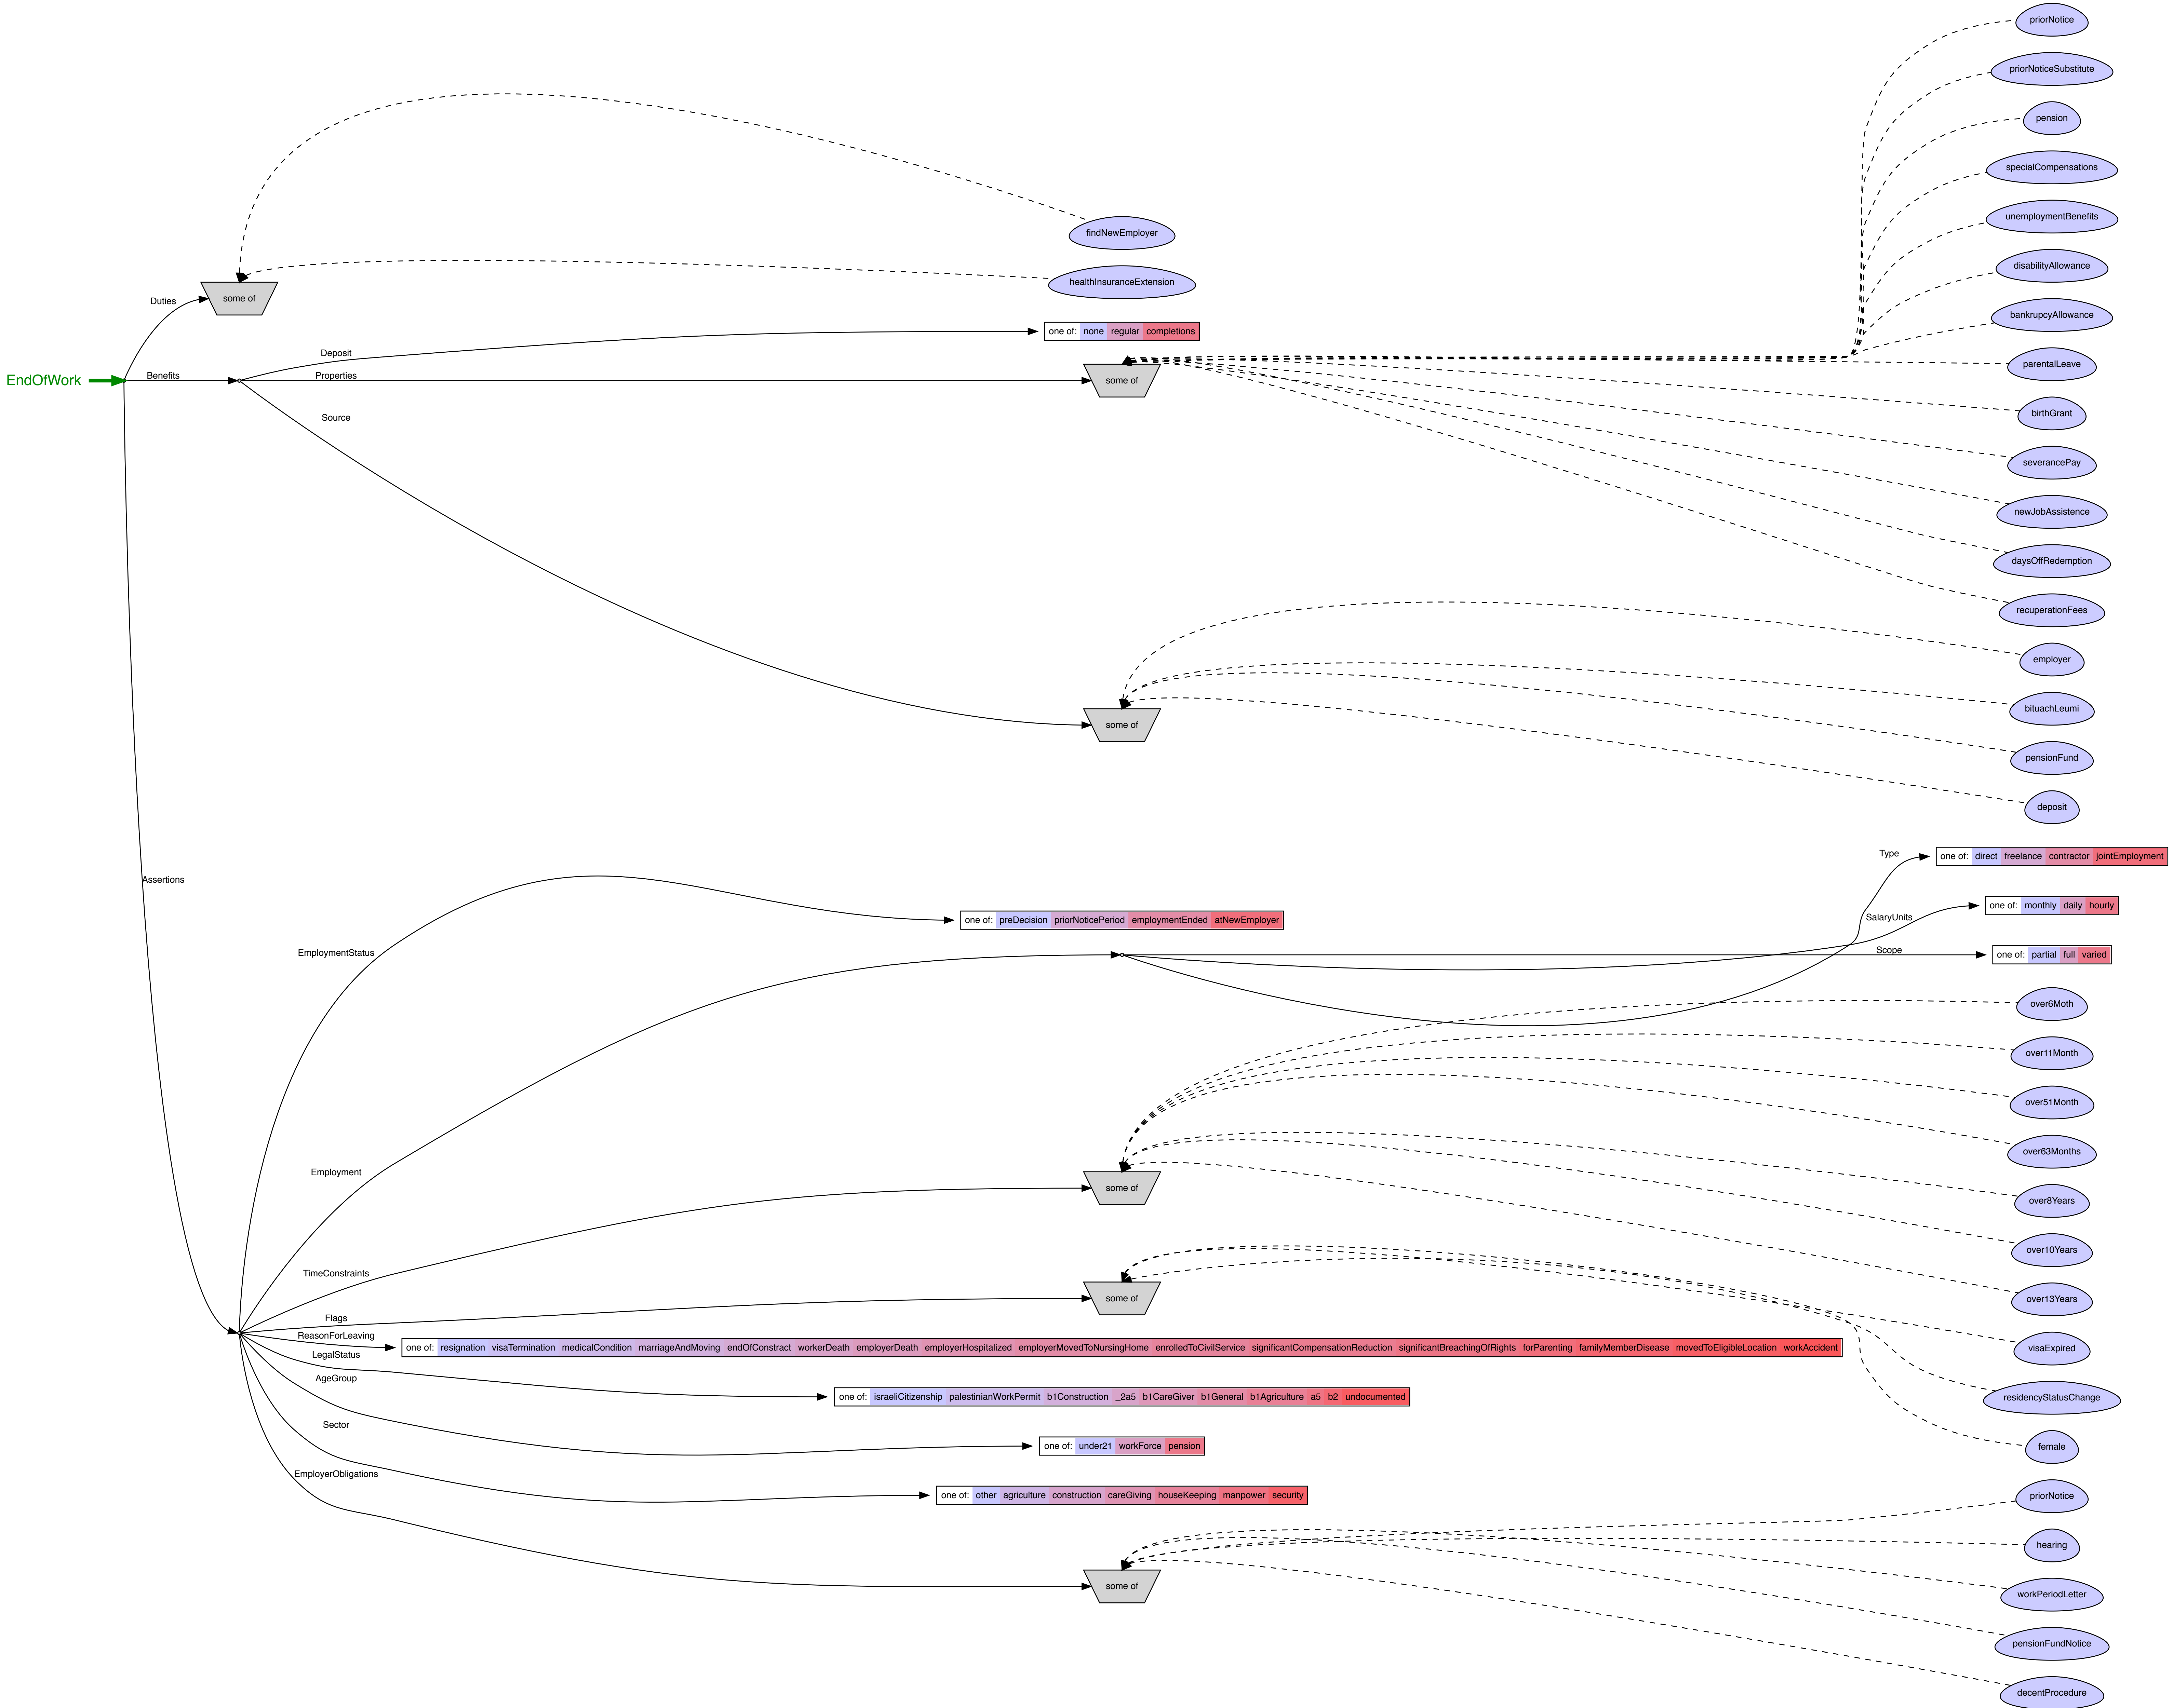 priorNotice
priorNoticeSubstitute
pension
specialCompensations
unemploymentBenefits
disabilityAllowance
bankrupcyAllowance
parentalLeave
birthGrant
severancePay
newJobAssistence
daysOffRedemption
recuperationFees
findNewEmployer
healthInsuranceExtension
some of
Duties
one of: none regular completions
Deposit
EndOfWork
Benefits
Properties
some of
Source
employer
bituachLeumi
pensionFund
deposit
some of
Assertions
Type
one of: direct freelance contractor jointEmployment
one of: monthly daily hourly
SalaryUnits
one of: preDecision priorNoticePeriod employmentEnded atNewEmployer
EmploymentStatus
Scope
one of: partial full varied
over6Moth
over11Month
over51Month
over63Months
over8Years
over10Years
over13Years
Employment
some of
TimeConstraints
some of
Flags
visaExpired
residencyStatusChange
female
ReasonForLeaving
one of: resignation visaTermination medicalCondition marriageAndMoving endOfConstract workerDeath employerDeath employerHospitalized employerMovedToNursingHome enrolledToCivilService significantCompensationReduction significantBreachingOfRights forParenting familyMemberDisease movedToEligibleLocation workAccident
LegalStatus
one of: israeliCitizenship palestinianWorkPermit b1Construction _2a5 b1CareGiver b1General b1Agriculture a5 b2 undocumented
AgeGroup
one of: under21 workForce pension
Sector
one of: other agriculture construction careGiving houseKeeping manpower security
EmployerObligations
some of
priorNotice
hearing
workPeriodLetter
pensionFundNotice
decentProcedure